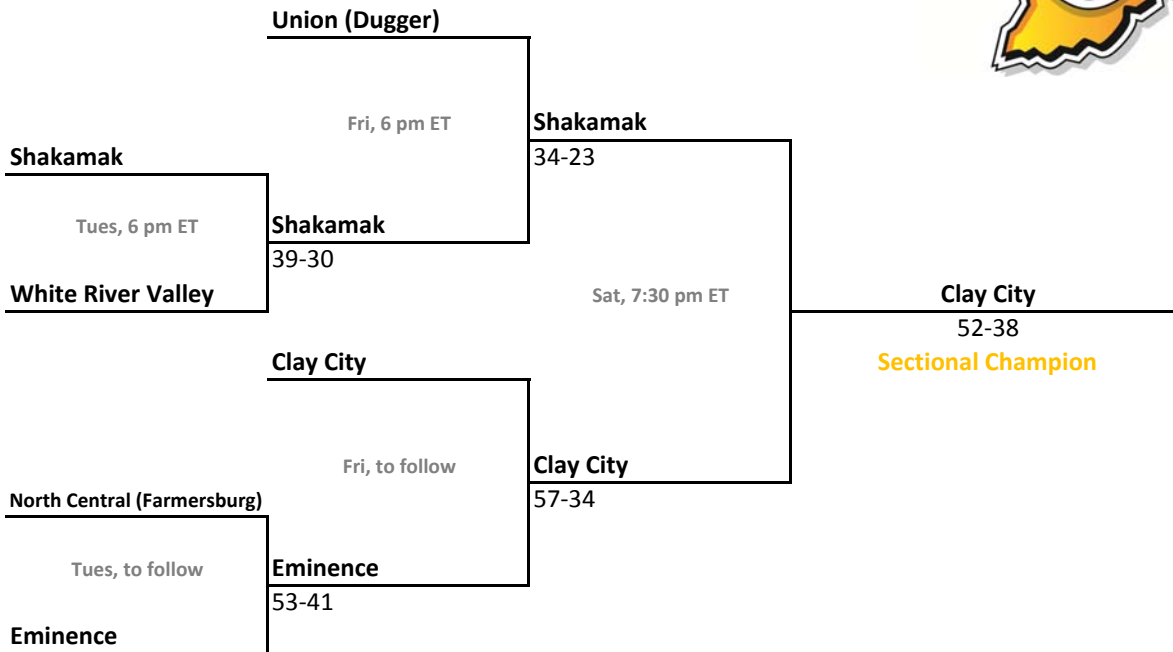 Union (Dugger)
Fri, 6 pm ET
Shakamak
34-23
Shakamak
Tues, 6 pm ET
Shakamak
39-30
White River Valley
Sat, 7:30 pm ET
Clay City
52-38
Sectional Champion
Clay City
Fri, to follow
Clay City
57-34
North Central (Farmersburg)
Tues, to follow
Eminence
53-41
Eminence